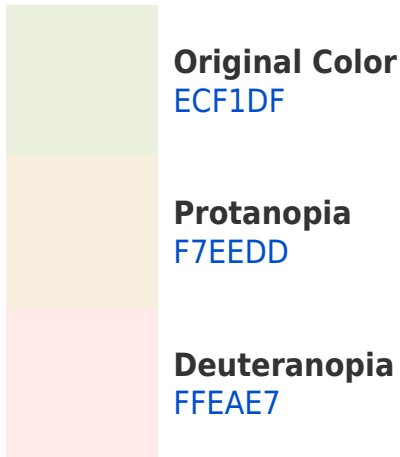 Original Color
ECF1DF
Protanopia
F7EEDD
Deuteranopia
FFEAE7